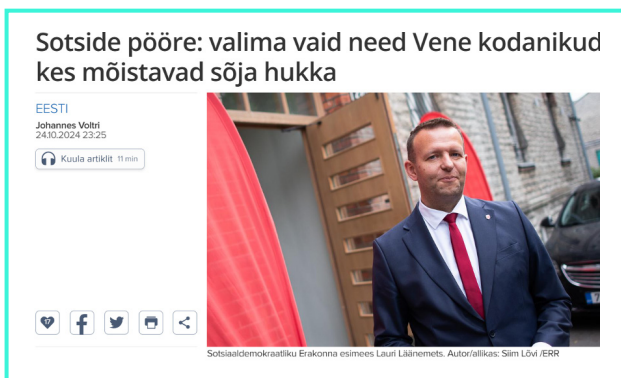 Sotside pööre: valima vaid need Vene kodanikud
kes mõistavad sõja hukka
EESTI
Johannes Voltri
24.10.2024 23:25
Kuula artiklit 11 min
17
Sotsiaaldemokraatliku Erakonna esimees Lauri Läänemets. Autor/allikas: Siim Lõvi /ERR